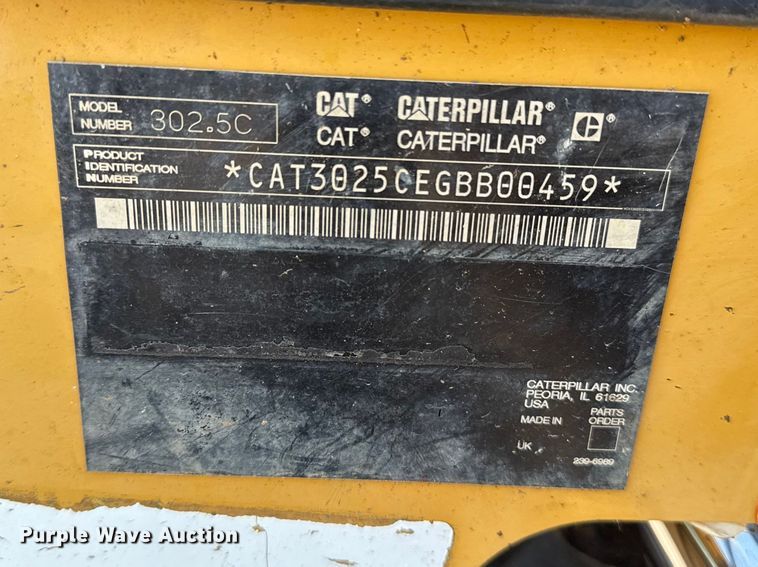 MODEL
NUMBER 302.5C
CAT® CATERPILLAR®
CAT® CATERPILLAR®
C®
PRODUCT
IDENTIFICATION
NUMBER
*CAT3025CEGBB00459*
CATERPILLAR INC.
PEORIA, IL 61629
USA
MADE IN
PARTS
ORDER
UK
239-6989
Purple Wave Auction